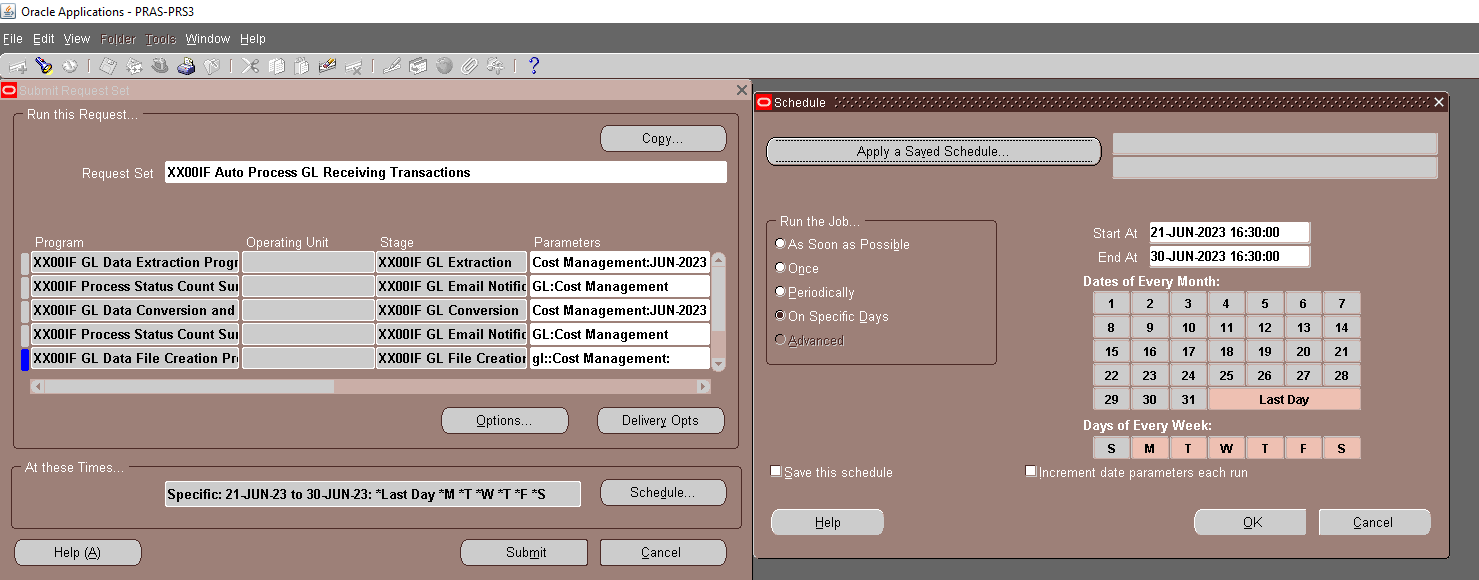 Oracle Applications - PRAS-PRS3
File Edit View Folder Tools Window Help
Submit Request Set
Run this Request...
Copy...
Request Set XX00IF Auto Process GL Receiving Transactions
Program Operating Unit Stage Parameters
XX00IF GL Data Extraction Progr XX00IF GL Extraction Cost Management:JUN-2023
XX00IF Process Status Count Sur XX00IF GL Email Notific GL:Cost Management
XX00IF GL Data Conversion and XX00IF GL Conversion Cost Management:JUN-2023
XX00IF Process Status Count Sur XX00IF GL Email Notific GL:Cost Management
XX00IF GL Data File Creation Pr XX00IF GL File Creation gl::Cost Management:
Options... Delivery Opts
At these Times...
Specific: 21-JUN-23 to 30-JUN-23: *Last Day *M *T *W *T *F *S
Schedule...
Help (A) Submit Cancel
Schedule
Apply a Saved Schedule...
Run the Job...
As Soon as Possible
Once
Periodically
On Specific Days
Advanced
Start At 21-JUN-2023 16:30:00
End At 30-JUN-2023 16:30:00
Dates of Every Month:
1 2 3 4 5 6 7
8 9 10 11 12 13 14
15 16 17 18 19 20 21
22 23 24 25 26 27 28
29 30 31 Last Day
Days of Every Week:
S M T W T F S
Save this schedule Increment date parameters each run
Help OK Cancel